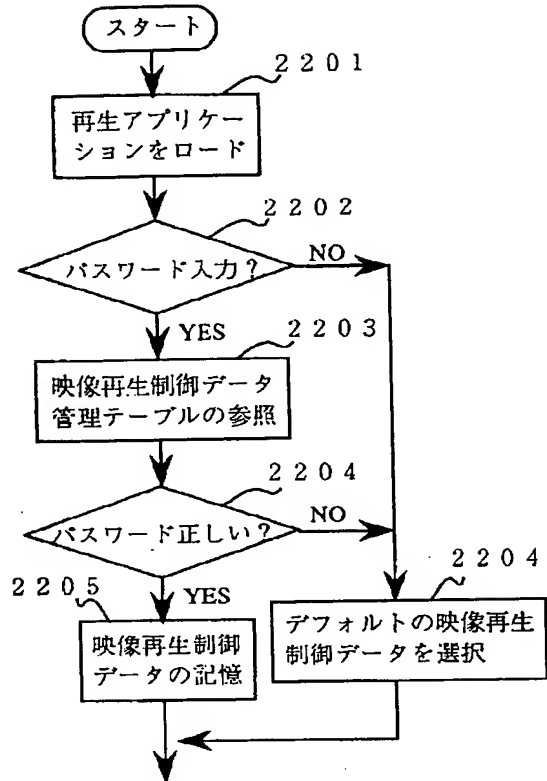 スタート
2201
再生アプリケー
ションをロード
2202
パスワード入力?
NO
YES
2203
映像再生制御データ
管理テーブルの参照
2204
パスワード正しい?
NO
2205
YES
2204
映像再生制御
データの記憶
デフォルトの映像再生
制御データを選択